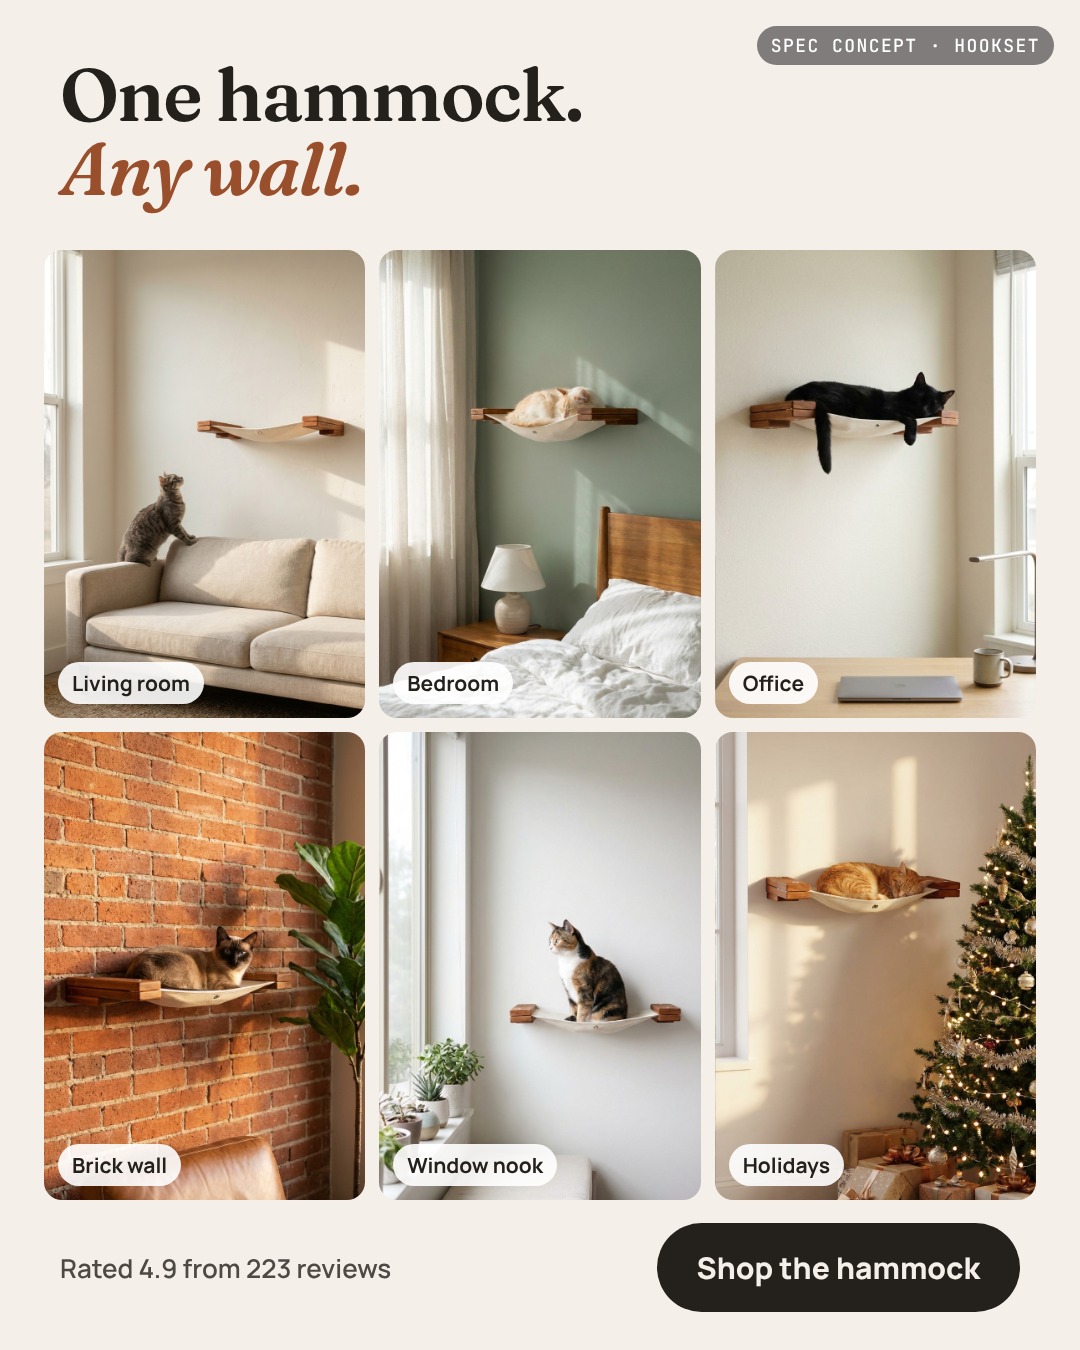 SPEC CONCEPT · HOOKSET
One hammock.
Any wall.
Living room
Bedroom
Office
Brick wall
Window nook
Holidays
Rated 4.9 from 223 reviews
Shop the hammock